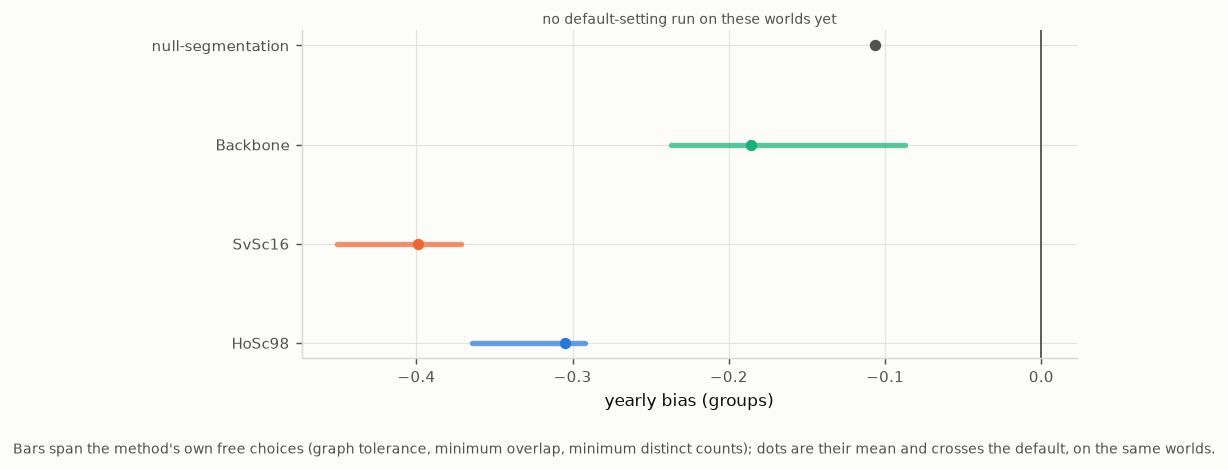 no default-setting run on these worlds yet
null-segmentation
Backbone
SvSc16
HoSc98
−0.4 −0.3 −0.2 −0.1 0.0
yearly bias (groups)
Bars span the method's own free choices (graph tolerance, minimum overlap, minimum distinct counts); dots are their mean and crosses the default, on the same worlds.